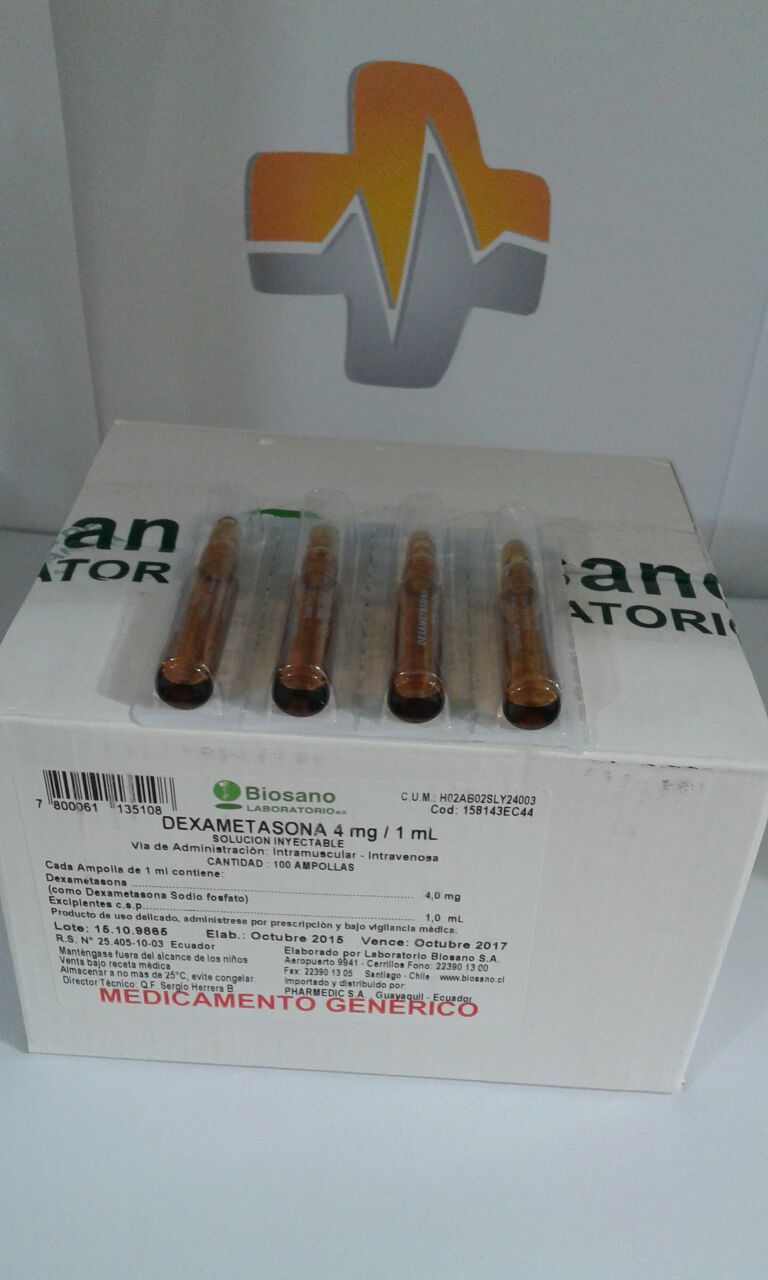 an
ATOR
san
ATORI
DEXAMETASONA
7 800061 135108
Biosano
LABORATORIO
C.U.M.: H02AB02SLY24003
Cod: 158143EC44
DEXAMETASONA 4 mg / 1 mL
SOLUCION INYECTABLE
Via de Administración: Intramuscular - Intravenosa
CANTIDAD : 100 AMPOLLAS
Cada Ampolla de 1 ml contiene:
Dexametasona ........................ 4,0 mg
(como Dexametasona Sodio fosfato)
Excipientes c.s.p........................ 1,0 mL
Producto de uso delicado, administrese por prescripción y bajo vigilancia mèdica.
Lote: 15.10.9865 Elab.: Octubre 2015 Vence: Octubre 2017
R.S. N° 25.405-10-03 Ecuador
Manténgase fuera del alcance de los niños
Venta bajo receta médica
Almacenar a no mas de 25°C, evite congelar
Director Técnico: Q.F. Sergio Herrera B
Elaborado por Laboratorio Biosano S.A.
Aeropuerto 9941 - Cerrillos Fono: 22390 13 00
Fax: 22390 13 05 Santiago - Chile www.biosano.cl
Importado y distribuido por:
PHARMEDIC S.A., Guayaquil - Ecuador
MEDICAMENTO GENERICO